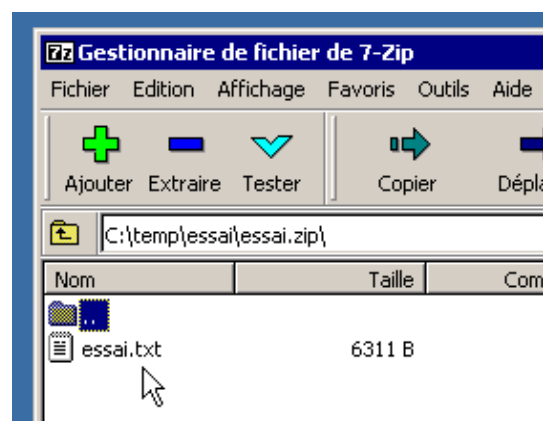 7z Gestionnaire de fichier de 7-Zip
Fichier Edition Affichage Favoris Outils Aide
Ajouter Extraire Tester Copier
C:\temp\essai\essai.zip\
Nom Taille
..
essai.txt 6311 B